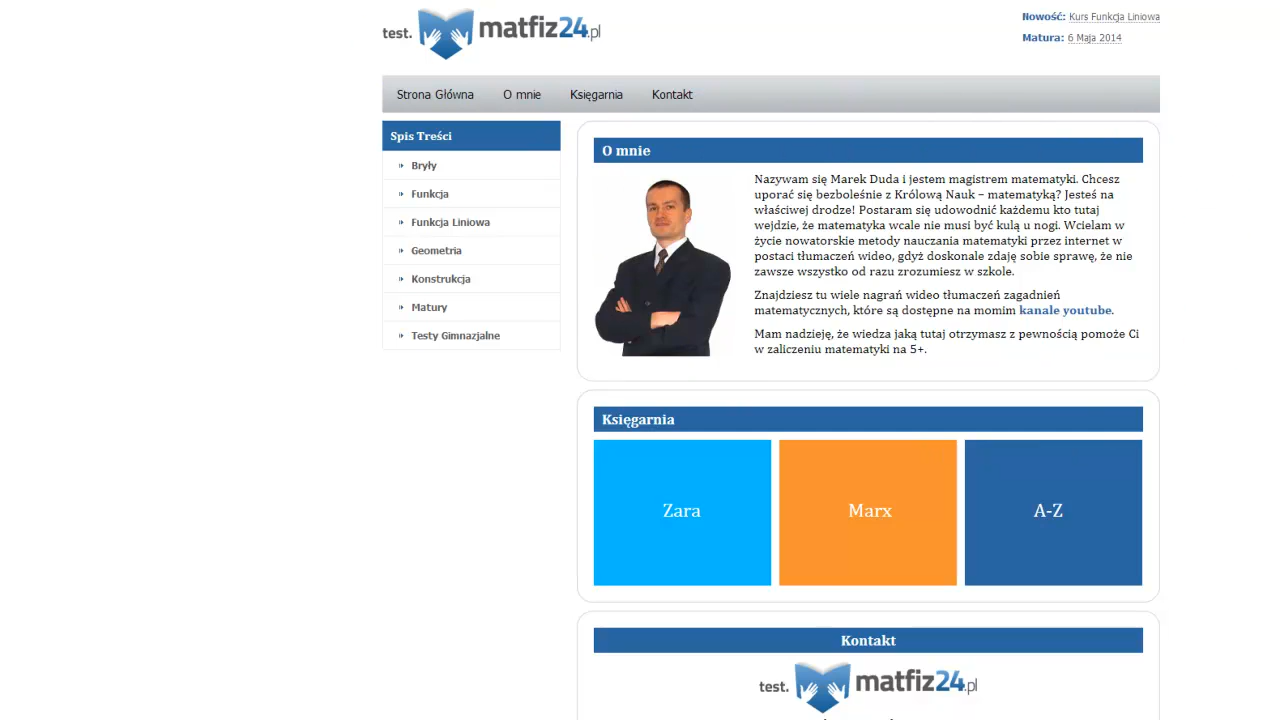 test. matfiz24.pl
Nowość: Kurs Funkcja Liniowa
Matura: 6 Maja 2014
Strona Główna O mnie Księgarnia Kontakt
Spis Treści
Bryły
Funkcja
Funkcja Liniowa
Geometria
Konstrukcja
Matury
Testy Gimnazjalne
O mnie
Nazywam się Marek Duda i jestem magistrem matematyki. Chcesz
uporać się bezboleśnie z Królową Nauk – matematyką? Jesteś na
właściwej drodze! Postaram się udowodnić każdemu kto tutaj
wejdzie, że matematyka wcale nie musi być kulą u nogi. Wcielam w
życie nowatorskie metody nauczania matematyki przez internet w
postaci tłumaczeń wideo, gdyż doskonale zdaję sobie sprawę, że nie
zawsze wszystko od razu zrozumiesz w szkole.
Znajdziesz tu wiele nagrań wideo tłumaczeń zagadnień
matematycznych, które są dostępne na momim kanale youtube.
Mam nadzieję, że wiedza jaką tutaj otrzymasz z pewnością pomoże Ci
w zaliczeniu matematyki na 5+.
Księgarnia
Zara
Marx
A-Z
Kontakt
test. matfiz24.pl